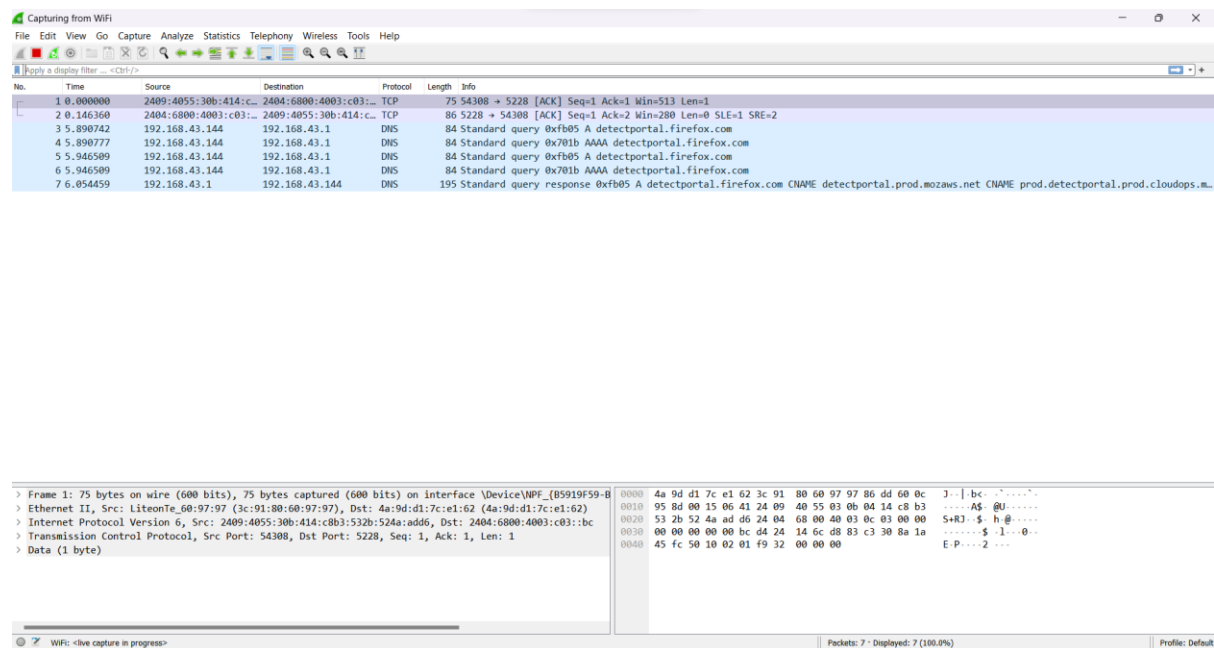 Capturing from WiFi
File Edit View Go Capture Analyze Statistics Telephony Wireless Tools Help
Apply a display filter ... <Ctrl-/>
No. Time Source Destination Protocol Length Info
1 0.000000 2409:4055:30b:414:c… 2404:6800:4003:c03:… TCP 75 54308 → 5228 [ACK] Seq=1 Ack=1 Win=513 Len=1
2 0.146360 2404:6800:4003:c03:… 2409:4055:30b:414:c… TCP 86 5228 → 54308 [ACK] Seq=1 Ack=2 Win=280 Len=0 SLE=1 SRE=2
3 5.890742 192.168.43.144 192.168.43.1 DNS 84 Standard query 0xfb05 A detectportal.firefox.com
4 5.890777 192.168.43.144 192.168.43.1 DNS 84 Standard query 0x701b AAAA detectportal.firefox.com
5 5.946509 192.168.43.144 192.168.43.1 DNS 84 Standard query 0xfb05 A detectportal.firefox.com
6 5.946509 192.168.43.144 192.168.43.1 DNS 84 Standard query 0x701b AAAA detectportal.firefox.com
7 6.054459 192.168.43.1 192.168.43.144 DNS 195 Standard query response 0xfb05 A detectportal.firefox.com CNAME detectportal.prod.mozaws.net CNAME prod.detectportal.prod.cloudops.m…
> Frame 1: 75 bytes on wire (600 bits), 75 bytes captured (600 bits) on interface \Device\NPF_{B5919F59-B
> Ethernet II, Src: LiteonTe_60:97:97 (3c:91:80:60:97:97), Dst: 4a:9d:d1:7c:e1:62 (4a:9d:d1:7c:e1:62)
> Internet Protocol Version 6, Src: 2409:4055:30b:414:c8b3:532b:524a:add6, Dst: 2404:6800:4003:c03::bc
> Transmission Control Protocol, Src Port: 54308, Dst Port: 5228, Seq: 1, Ack: 1, Len: 1
> Data (1 byte)
0000 4a 9d d1 7c e1 62 3c 91 80 60 97 97 86 dd 60 0c J··|·b<· ·`····`·
0010 95 8d 00 15 06 41 24 09 40 55 03 0b 04 14 c8 b3 ·····A$· @U······
0020 53 2b 52 4a ad d6 24 04 68 00 40 03 0c 03 00 00 S+RJ··$· h·@·····
0030 00 00 00 00 00 bc d4 24 14 6c d8 83 c3 30 8a 1a ·······$ ·l···0··
0040 45 fc 50 10 02 01 f9 32 00 00 00 E·P····2 ···
WiFi: <live capture in progress>
Packets: 7 · Displayed: 7 (100.0%)
Profile: Default